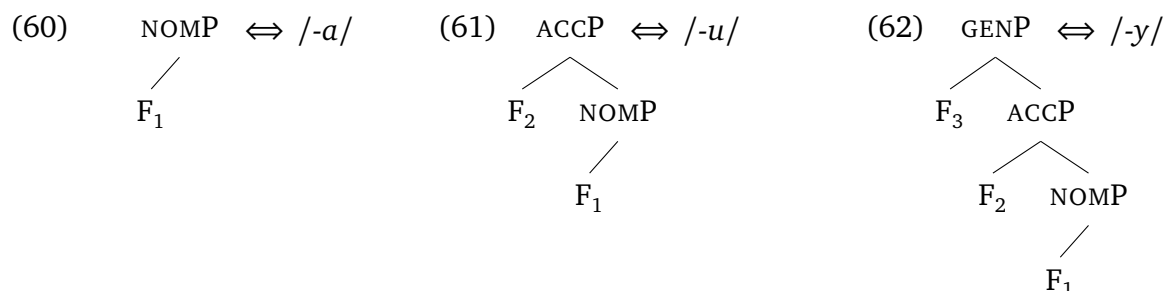 (60) NOMP ⇔ /-a/ (61) ACCP ⇔ /-u/ (62) GENP ⇔ /-y/
F₁ F₂ NOMP F₃ ACCP
F₁ F₂ NOMP
F₁